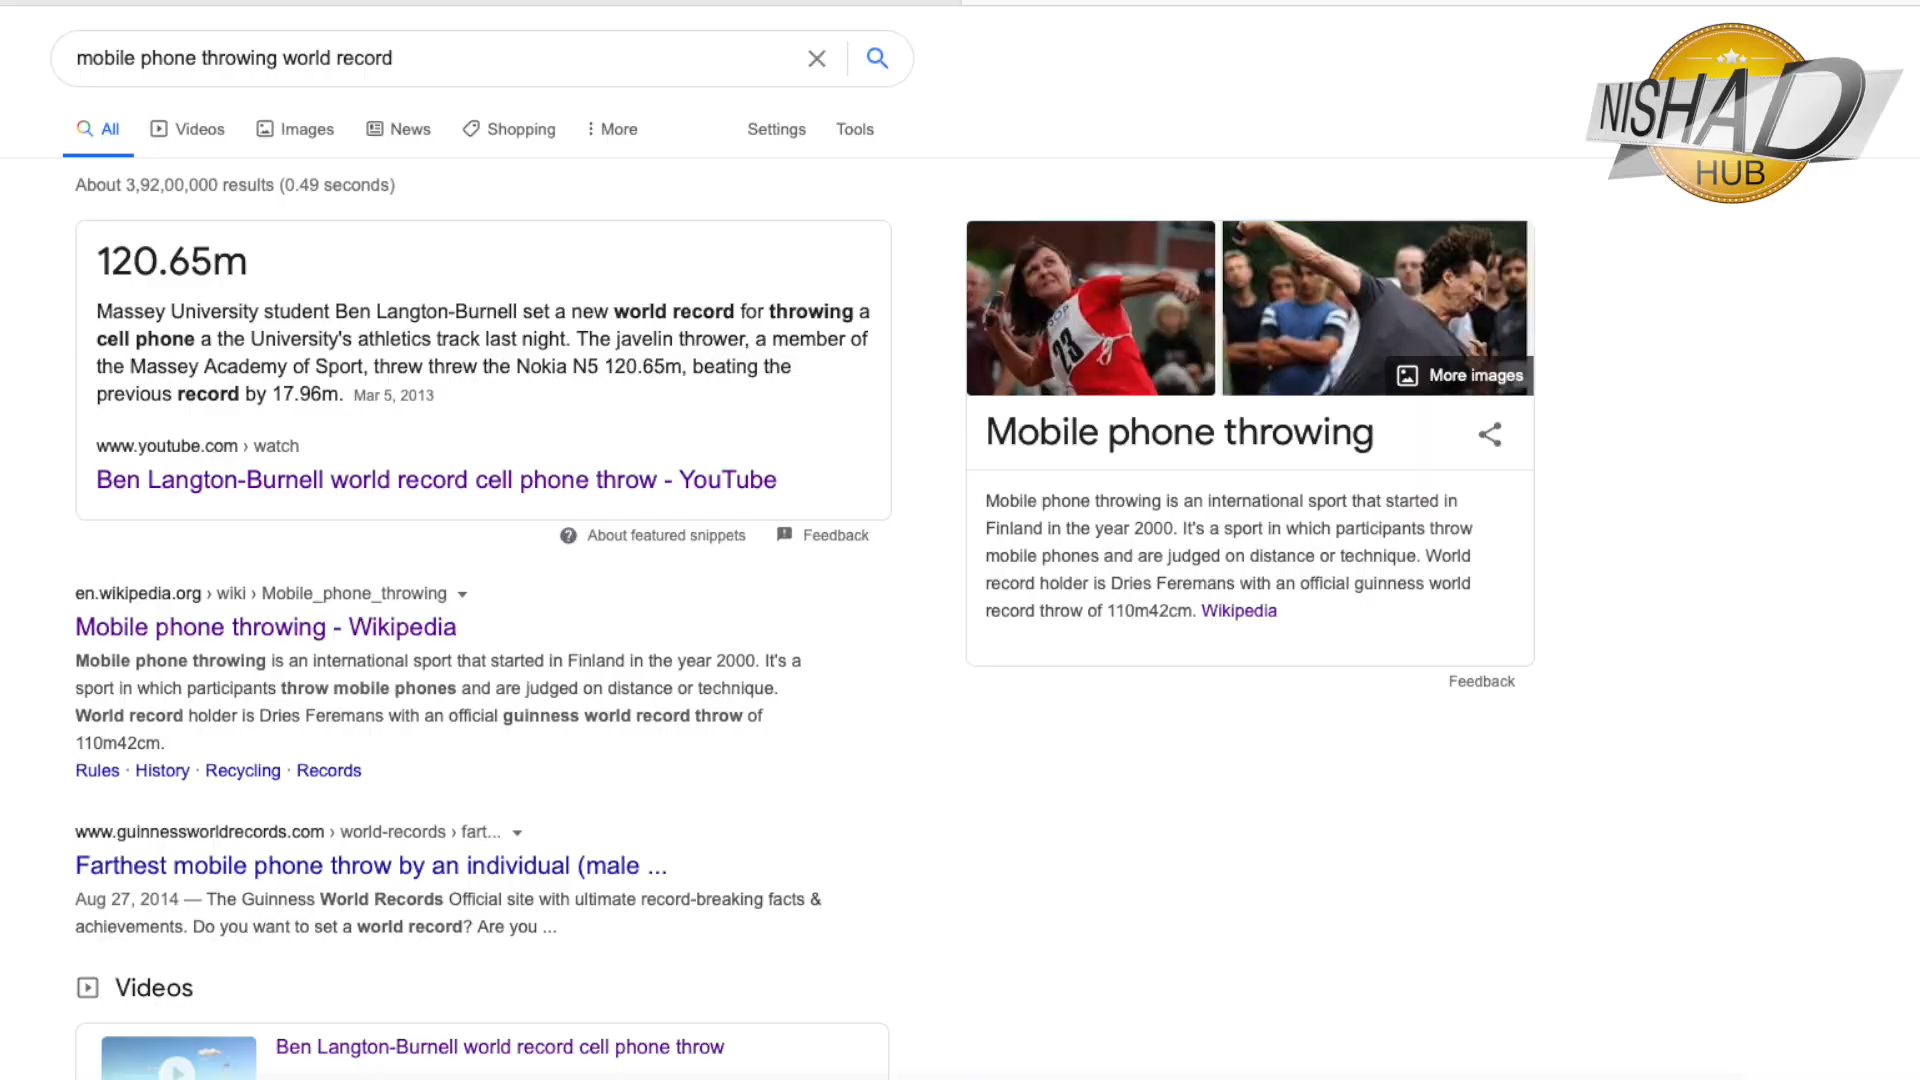 mobile phone throwing world record
All
Videos
Images
News
Shopping
More
Settings
Tools
NISHAD
HUB
About 3,92,00,000 results (0.49 seconds)
120.65m
Massey University student Ben Langton-Burnell set a new world record for throwing a
cell phone a the University's athletics track last night. The javelin thrower, a member of
the Massey Academy of Sport, threw threw the Nokia N5 120.65m, beating the
previous record by 17.96m. Mar 5, 2013
www.youtube.com › watch
Ben Langton-Burnell world record cell phone throw - YouTube
About featured snippets
Feedback
en.wikipedia.org › wiki › Mobile_phone_throwing
Mobile phone throwing - Wikipedia
Mobile phone throwing is an international sport that started in Finland in the year 2000. It's a
sport in which participants throw mobile phones and are judged on distance or technique.
World record holder is Dries Feremans with an official guinness world record throw of
110m42cm.
Rules · History · Recycling · Records
www.guinnessworldrecords.com › world-records › fart...
Farthest mobile phone throw by an individual (male ...
Aug 27, 2014 — The Guinness World Records Official site with ultimate record-breaking facts &
achievements. Do you want to set a world record? Are you ...
Videos
Ben Langton-Burnell world record cell phone throw
23
More images
Mobile phone throwing
Mobile phone throwing is an international sport that started in
Finland in the year 2000. It's a sport in which participants throw
mobile phones and are judged on distance or technique. World
record holder is Dries Feremans with an official guinness world
record throw of 110m42cm. Wikipedia
Feedback